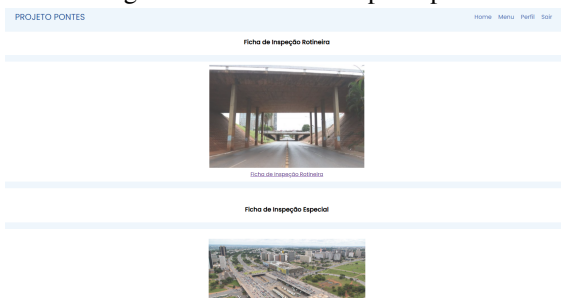 PROJETO PONTES
Home Menu Perfil Sair
Ficha de Inspeção Rotineira
Ficha de Inspeção Rotineira
Ficha de Inspeção Especial